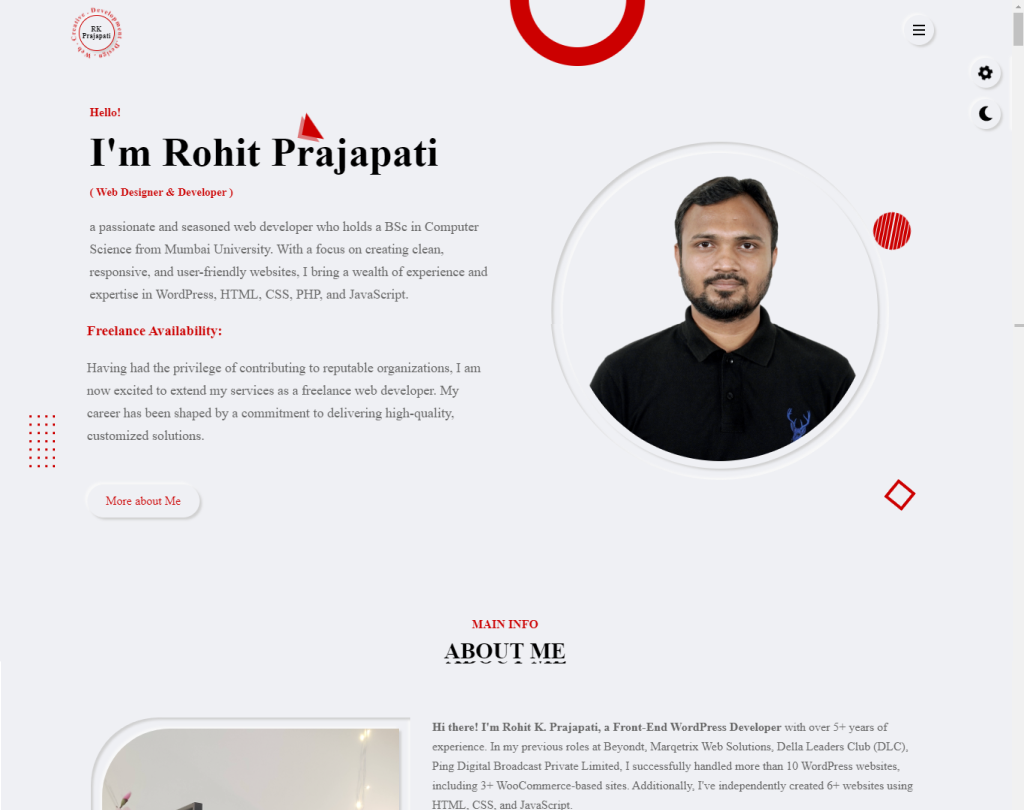 Creative . Development . Design . Web .
RK
Prajapati
Hello!
I'm Rohit Prajapati
( Web Designer & Developer )
a passionate and seasoned web developer who holds a BSc in Computer
Science from Mumbai University. With a focus on creating clean,
responsive, and user-friendly websites, I bring a wealth of experience and
expertise in WordPress, HTML, CSS, PHP, and JavaScript.
Freelance Availability:
Having had the privilege of contributing to reputable organizations, I am
now excited to extend my services as a freelance web developer. My
career has been shaped by a commitment to delivering high-quality,
customized solutions.
More about Me
MAIN INFO
ABOUT ME
Hi there! I'm Rohit K. Prajapati, a Front-End WordPress Developer with over 5+ years of
experience. In my previous roles at Beyondt, Marqetrix Web Solutions, Della Leaders Club (DLC),
Ping Digital Broadcast Private Limited, I successfully handled more than 10 WordPress websites,
including 3+ WooCommerce-based sites. Additionally, I've independently created 6+ websites using
HTML, CSS, and JavaScript.